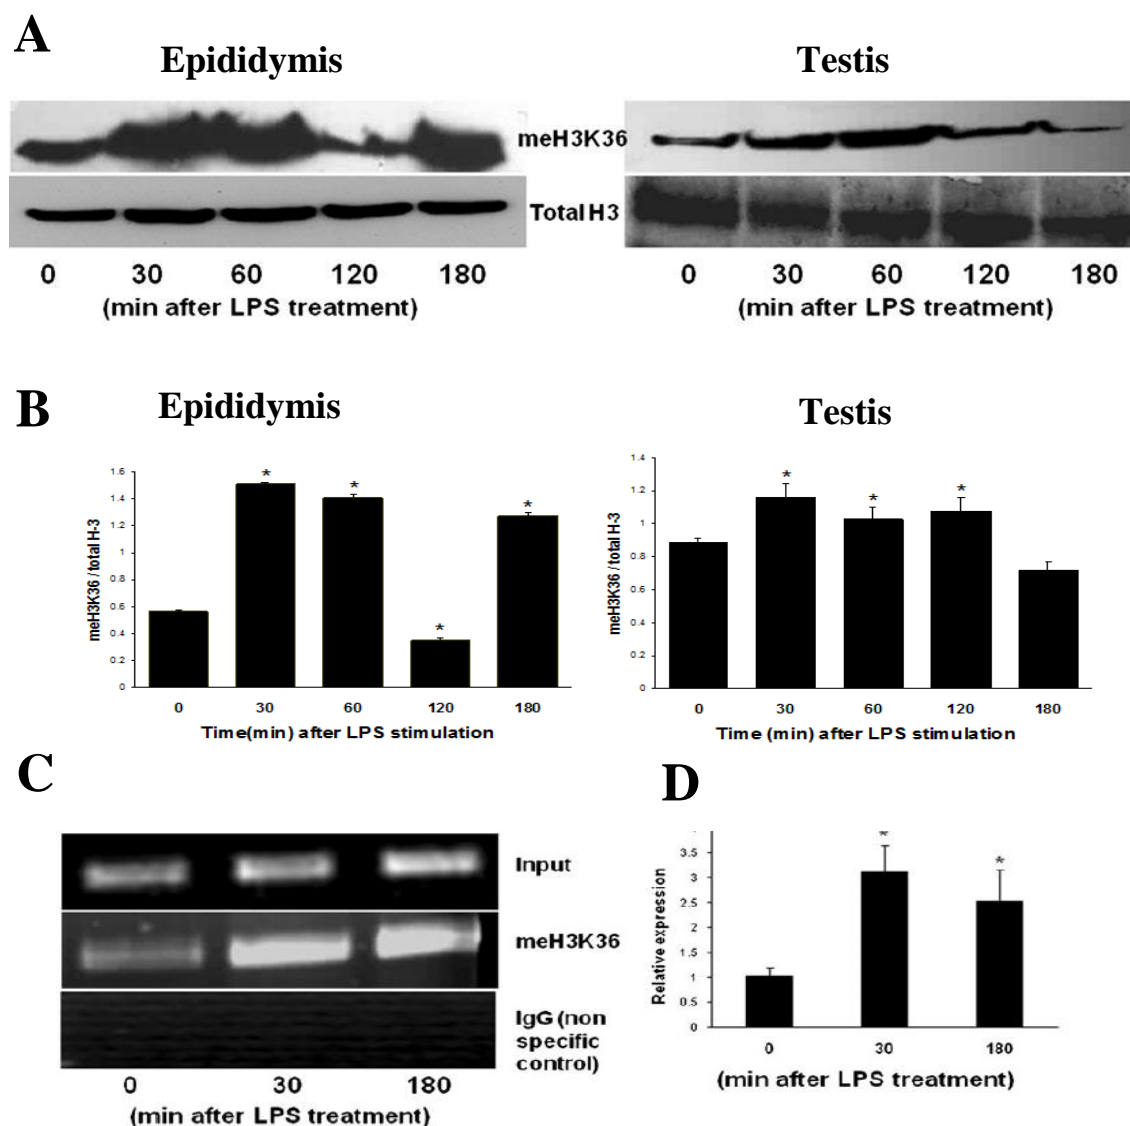 A
Epididymis
Testis
meH3K36
Total H3
0 30 60 120 180
(min after LPS treatment)
0 30 60 120 180
(min after LPS treatment)
B
Epididymis
Testis
meH3K36 / total H-3
1.6
1.4
1.2
1
0.8
0.6
0.4
0.2
0
* * * *
0 30 60 120 180
Time(min) after LPS stimulation
meH3K36 / total H-3
1.4
1.2
1
0.8
0.6
0.4
0.2
0
* * *
0 30 60 120 180
Time (min) after LPS stimulation
C
Input
meH3K36
IgG (non
specific
control)
0 30 180
(min after LPS treatment)
D
Relative expression
3.5
3
2.5
2
1.5
1
0.5
0
* *
0 30 180
(min after LPS treatment)